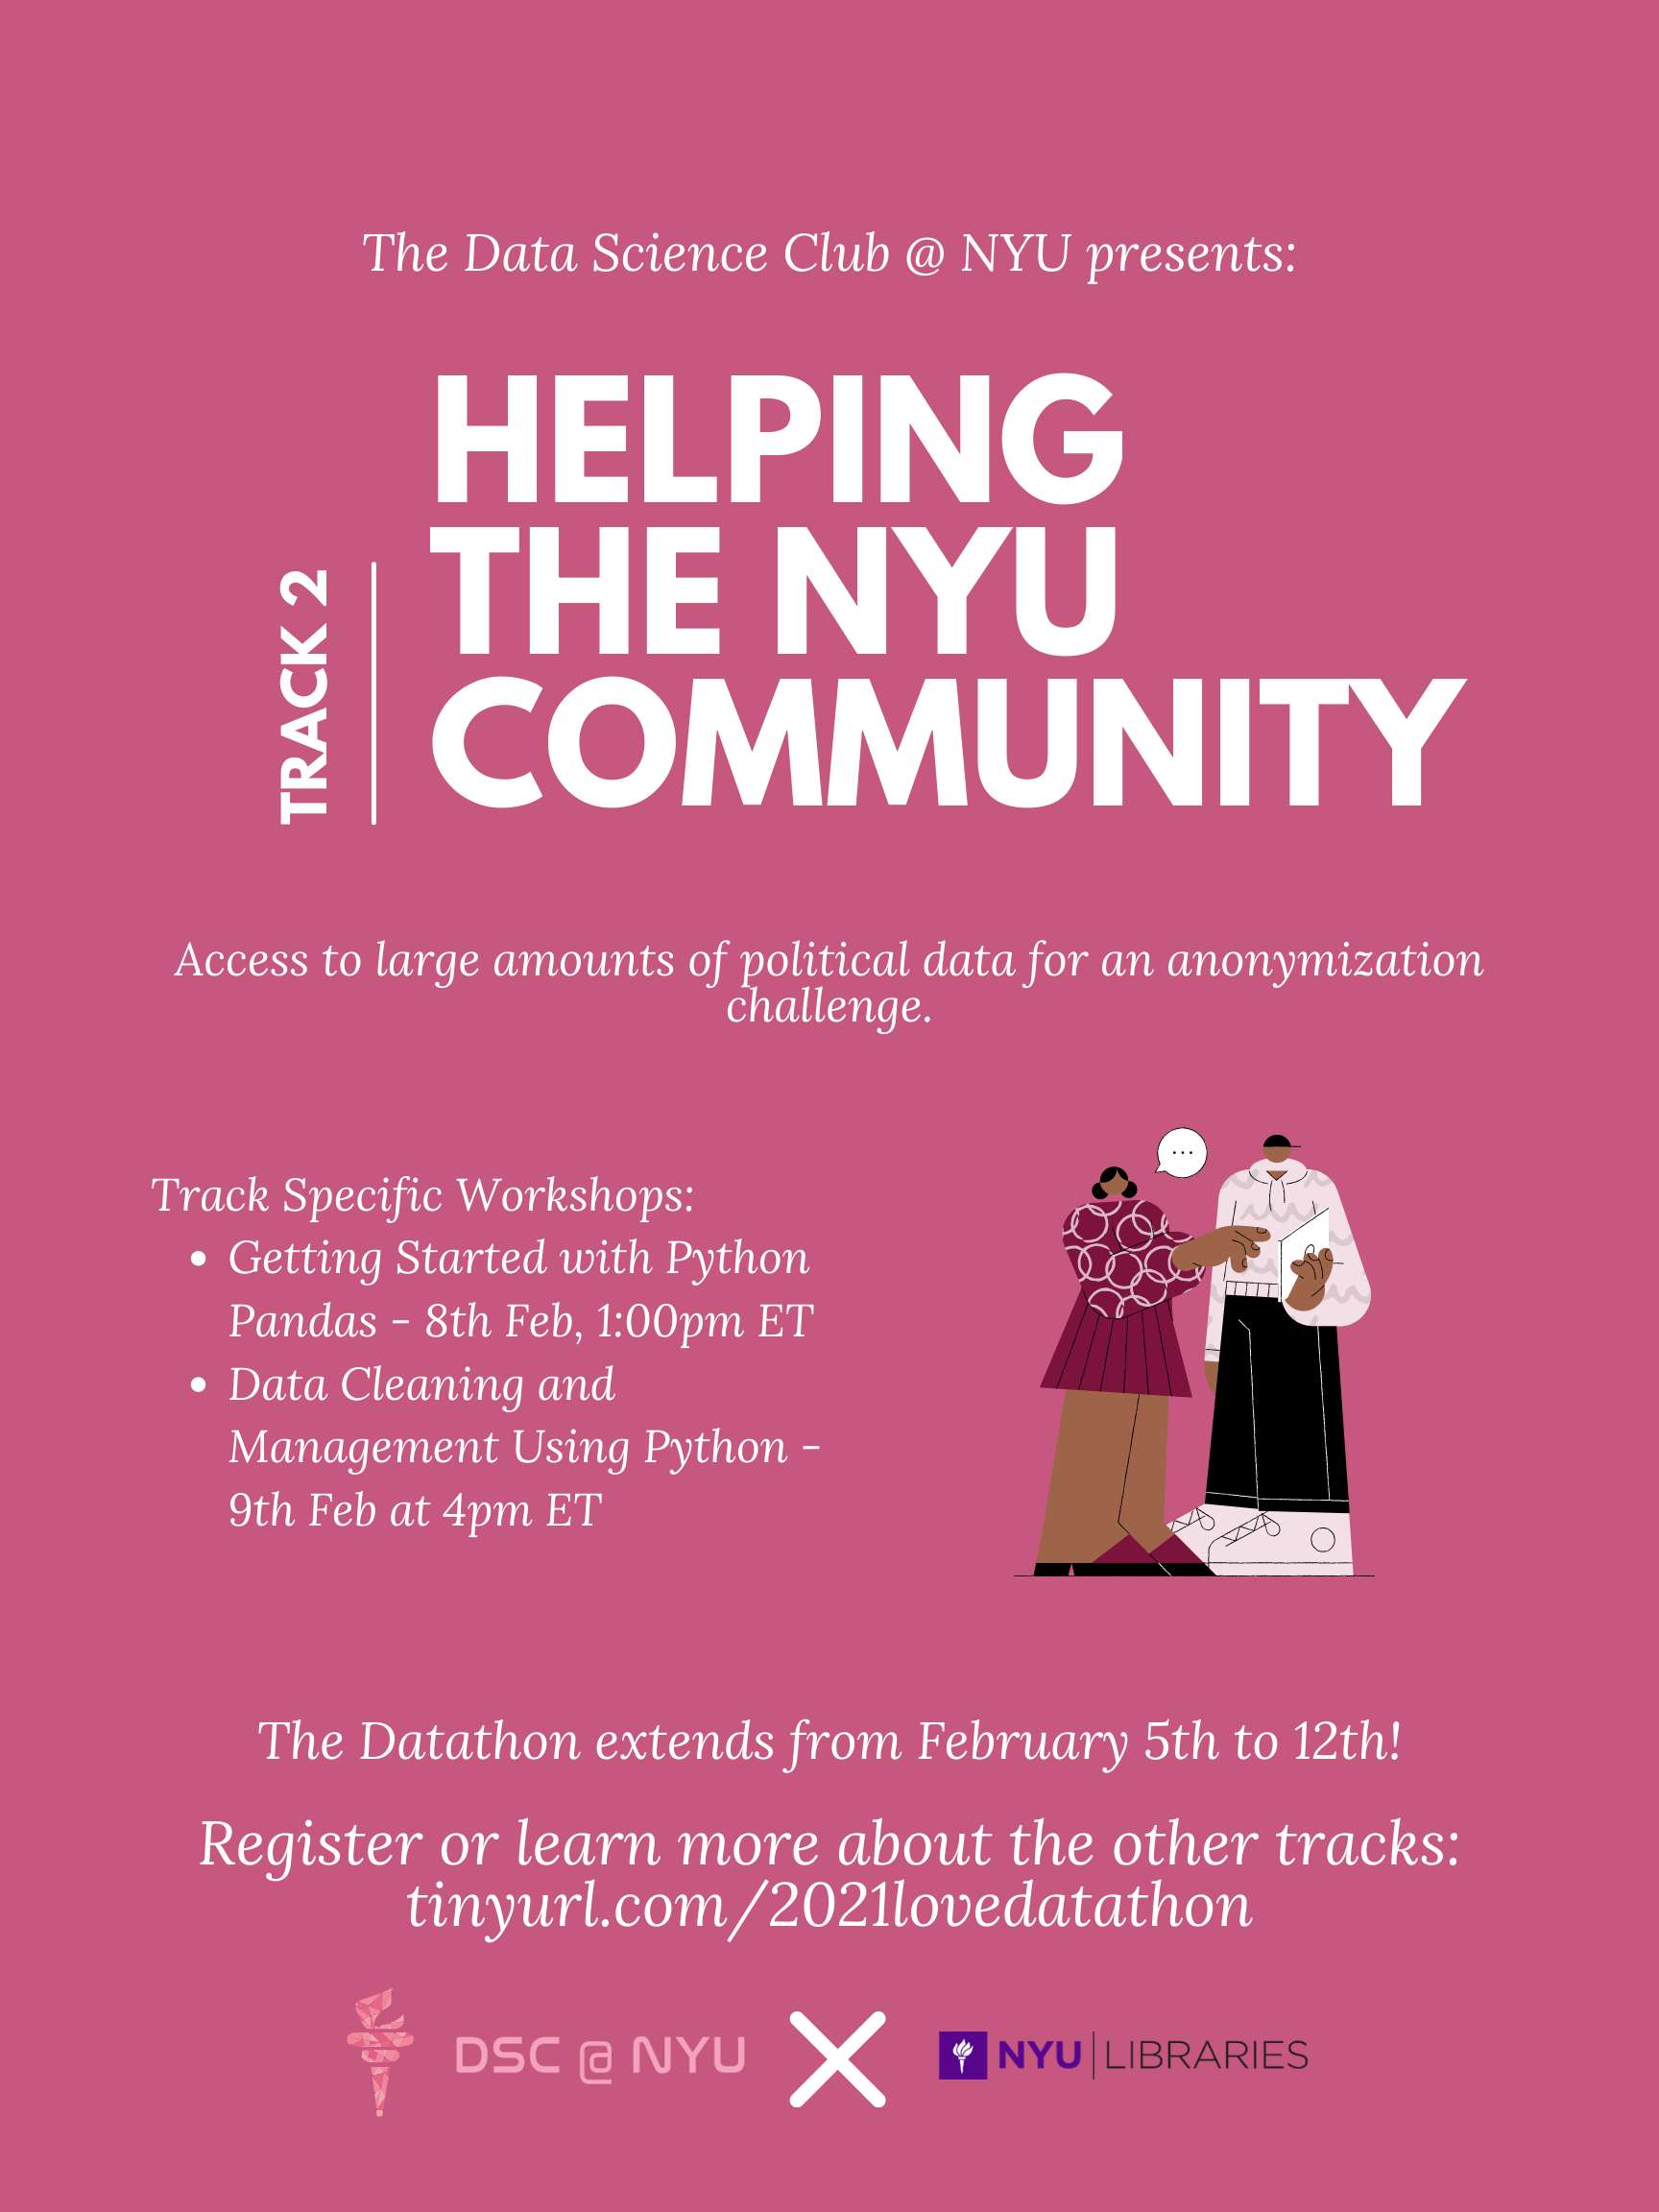 The Data Science Club @ NYU presents:
TRACK 2
HELPING
THE NYU
COMMUNITY
Access to large amounts of political data for an anonymization
challenge.
Track Specific Workshops:
• Getting Started with Python
Pandas - 8th Feb, 1:00pm ET
• Data Cleaning and
Management Using Python -
9th Feb at 4pm ET
...
The Datathon extends from February 5th to 12th!
Register or learn more about the other tracks:
tinyurl.com/2021lovedatathon
DSC @ NYU
NYU | LIBRARIES